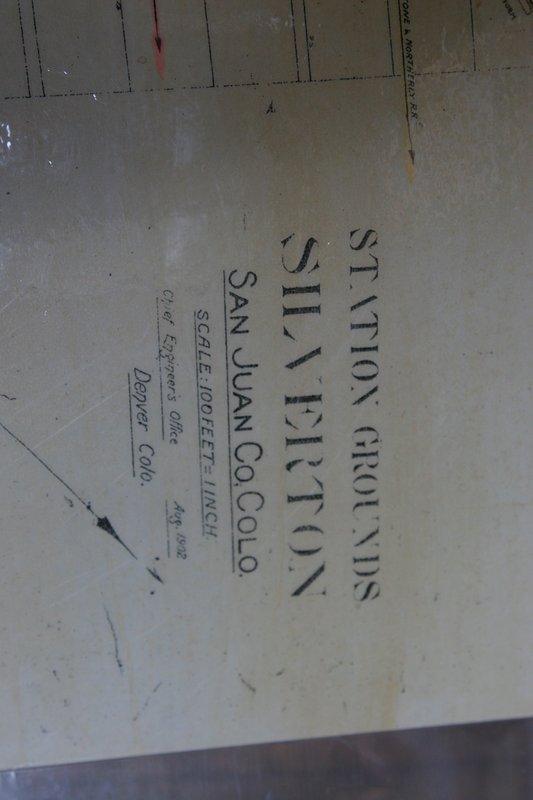 STATION GROUNDS
SILVERTON
SAN JUAN CO. COLO.
SCALE: 100 FEET = 1 INCH.
Chief Engineer's Office Aug. 1902
Denver Colo.
& NORTHERLY R.R.